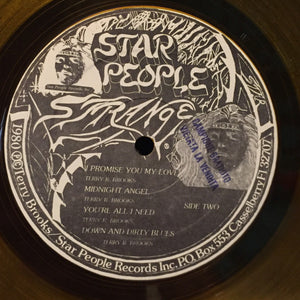 STAR
PEOPLE
STRANGE
I PROMISE YOU MY LOVE
TERRY R. BROOKS
MIDNIGHT ANGEL
TERRY R. BROOKS
YOU'RE ALL I NEED
TERRY R. BROOKS
DOWN AND DIRTY BLUES
TERRY R. BROOKS
SIDE TWO
1980 ©℗ Terry Brooks / Star People Records Inc. P.O. Box 553, Casselberry Fl 32707